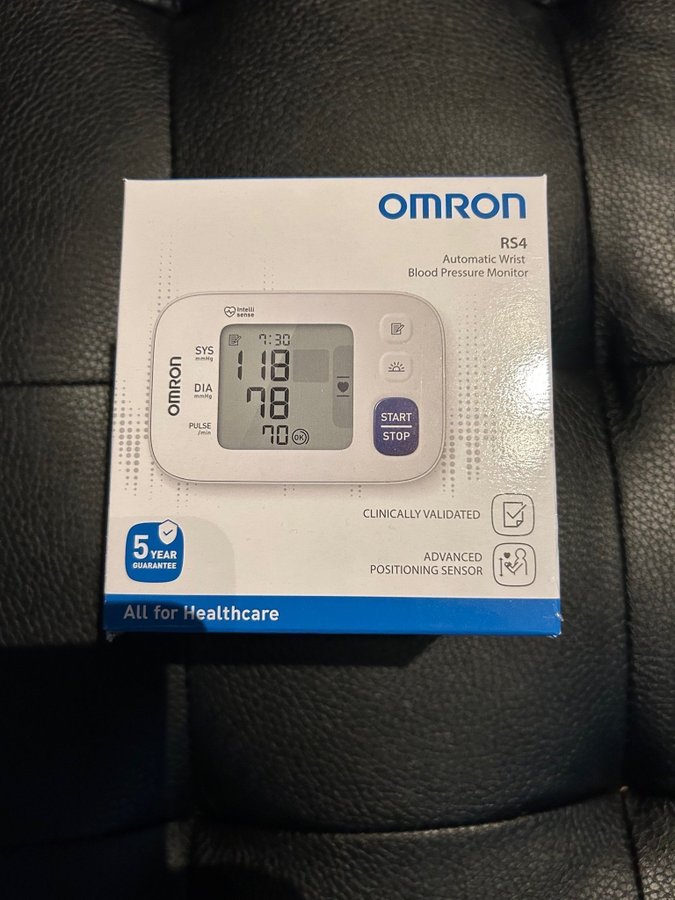 OMRON
RS4
Automatic Wrist
Blood Pressure Monitor
Intelli
sense
7:30
SYS
mmHg
118
DIA
mmHg
78
PULSE
/min
70 OK
OMRON
START
STOP
CLINICALLY VALIDATED
ADVANCED
POSITIONING SENSOR
5 YEAR
GUARANTEE
All for Healthcare